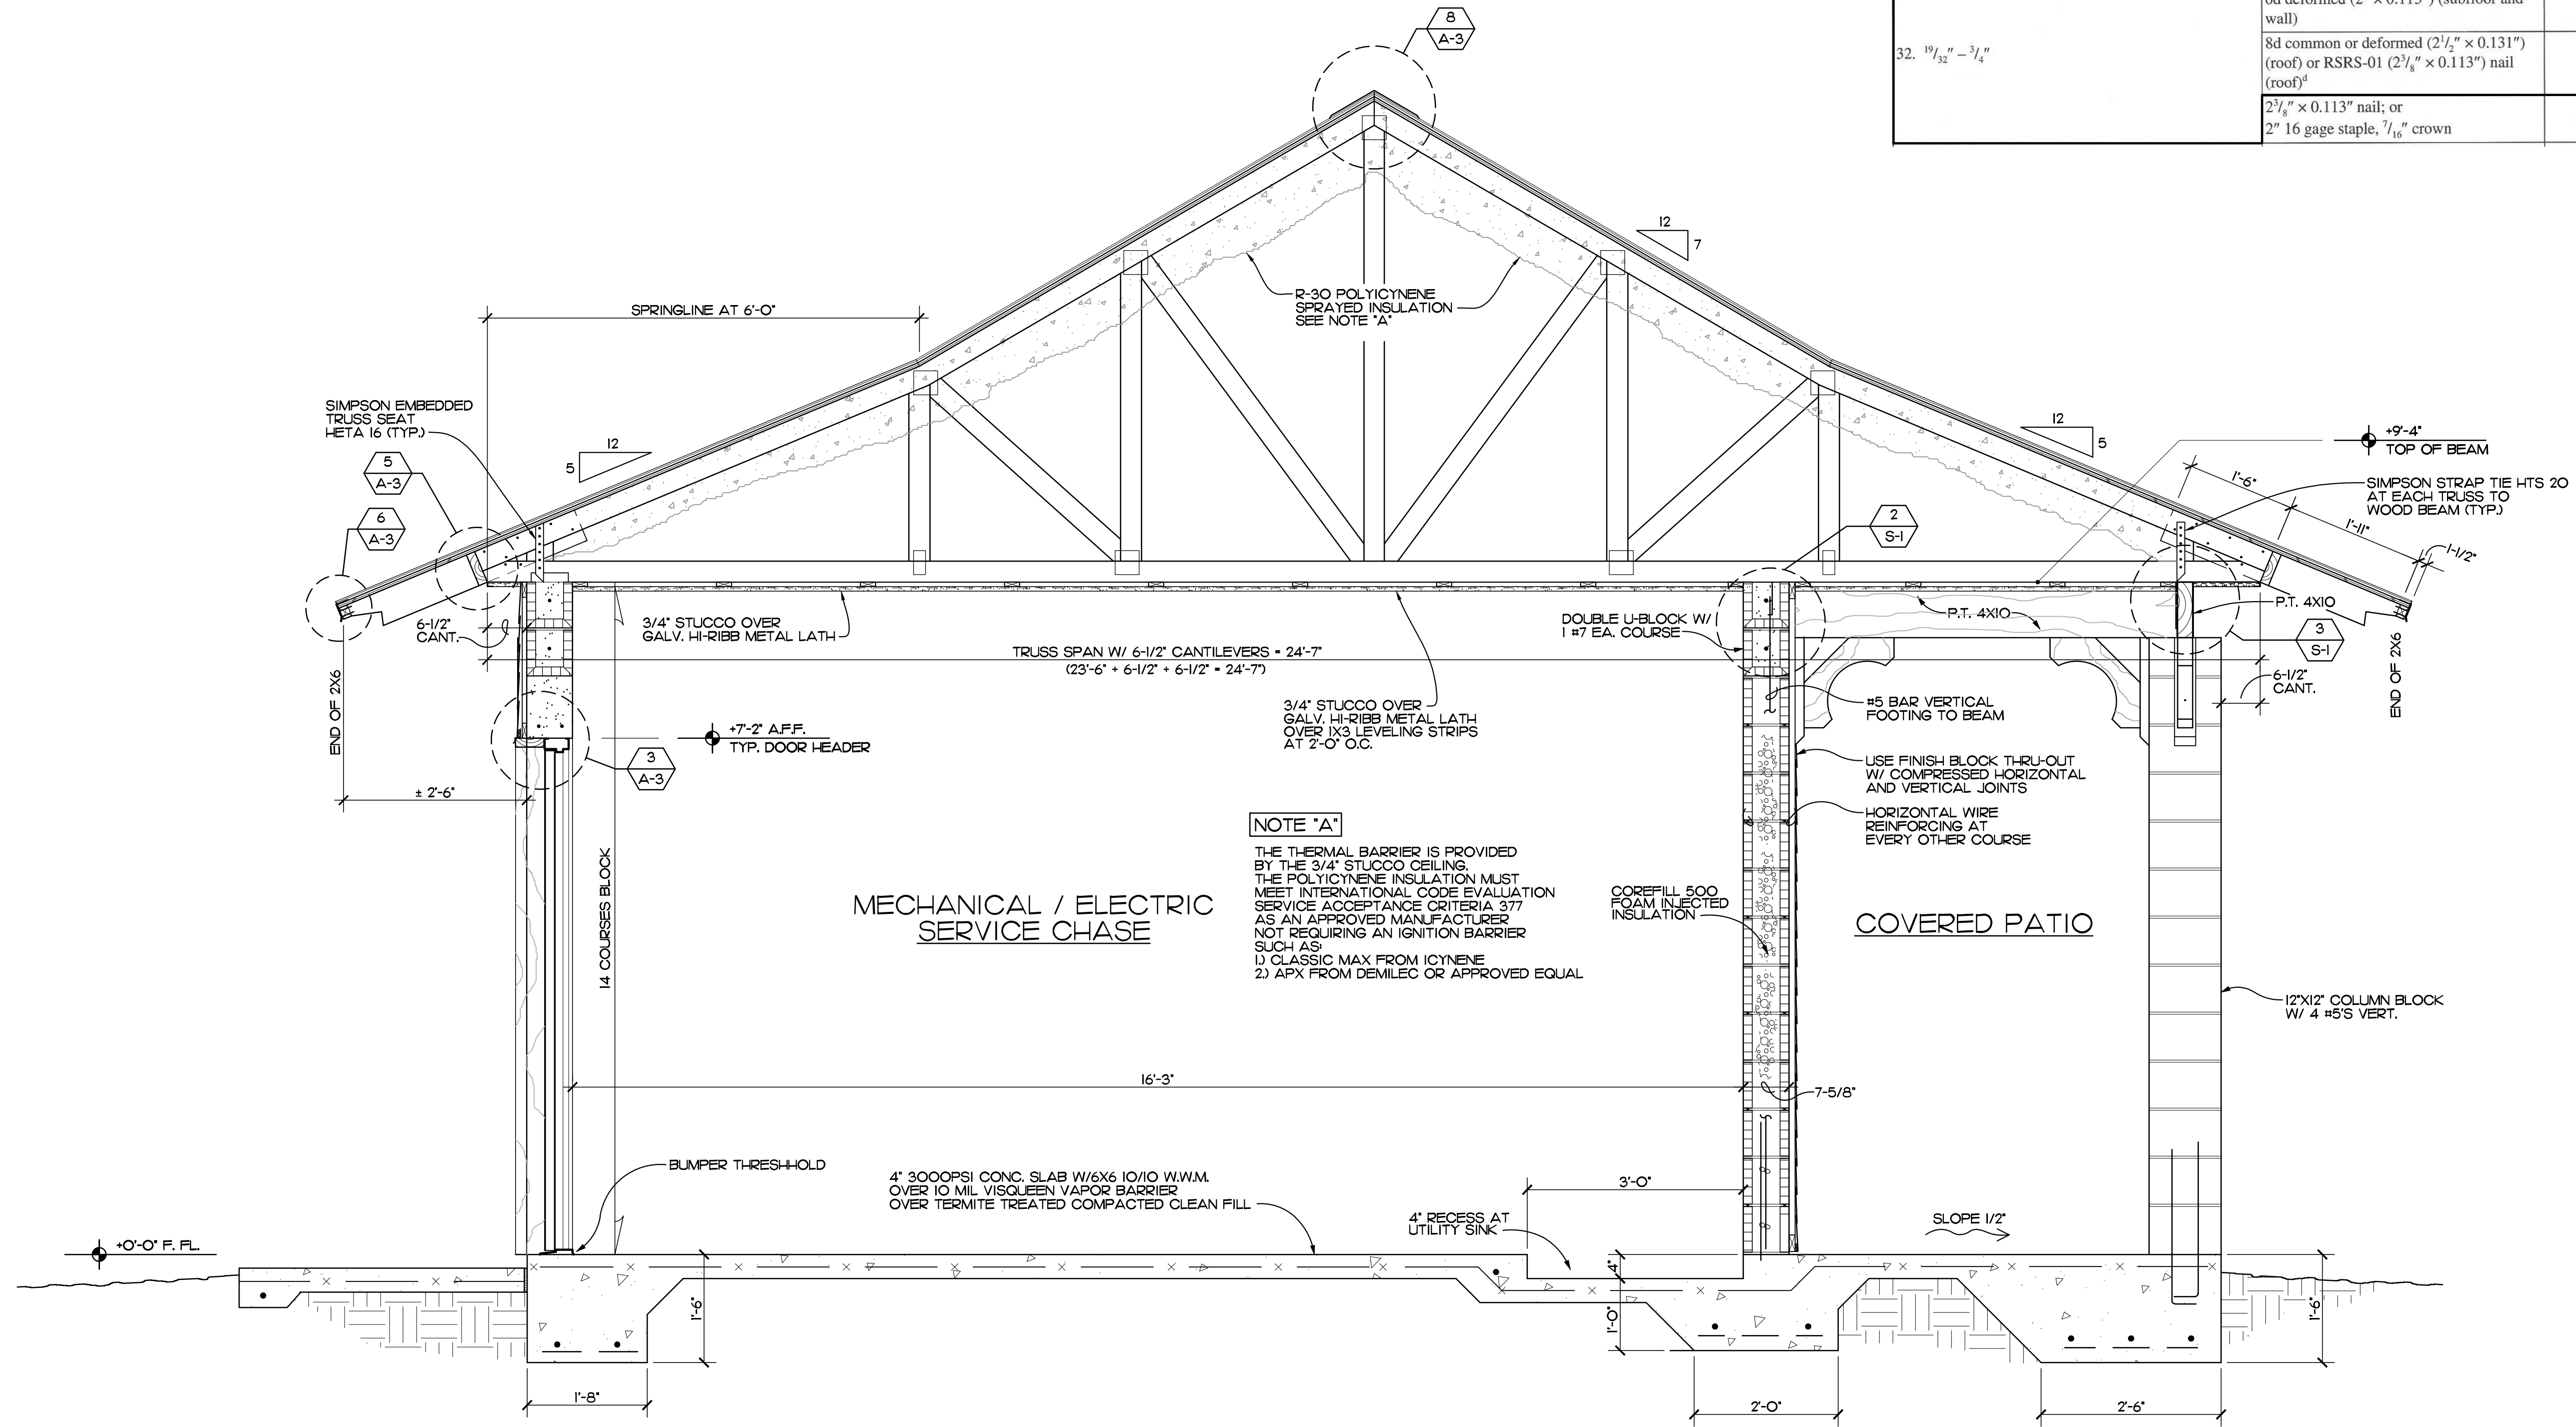 8
A-3
wall)
8d common or deformed (2 1/2" × 0.131")
(roof) or RSRS-01 (2 3/8" × 0.113") nail
(roof)d
32. 19/32" – 3/4"
2 3/8" × 0.113" nail; or
2" 16 gage staple, 7/16" crown
12
7
R-30 POLYICYNENE
SPRAYED INSULATION
SEE NOTE "A"
SPRINGLINE AT 6'-0"
SIMPSON EMBEDDED
TRUSS SEAT
HETA 16 (TYP.)
12
5
12
5
+9'-4"
TOP OF BEAM
5
A-3
6
A-3
2
S-1
1'-6"
1'-11"
1-1/2"
SIMPSON STRAP TIE HTS 20
AT EACH TRUSS TO
WOOD BEAM (TYP.)
6-1/2"
CANT.
3/4" STUCCO OVER
GALV. HI-RIBB METAL LATH
DOUBLE U-BLOCK W/
1 #7 EA. COURSE
P.T. 4X10
P.T. 4X10
3
S-1
TRUSS SPAN W/ 6-1/2" CANTILEVERS = 24'-7"
(23'-6" + 6-1/2" + 6-1/2" = 24'-7")
END OF 2X6
END OF 2X6
6-1/2"
CANT.
3/4" STUCCO OVER
GALV. HI-RIBB METAL LATH
OVER 1X3 LEVELING STRIPS
AT 2'-0" O.C.
#5 BAR VERTICAL
FOOTING TO BEAM
+7'-2" A.F.F.
TYP. DOOR HEADER
3
A-3
± 2'-6"
USE FINISH BLOCK THRU-OUT
W/ COMPRESSED HORIZONTAL
AND VERTICAL JOINTS
HORIZONTAL WIRE
REINFORCING AT
EVERY OTHER COURSE
NOTE "A"
THE THERMAL BARRIER IS PROVIDED
BY THE 3/4" STUCCO CEILING.
THE POLYICYNENE INSULATION MUST
MEET INTERNATIONAL CODE EVALUATION
SERVICE ACCEPTANCE CRITERIA 377
AS AN APPROVED MANUFACTURER
NOT REQUIRING AN IGNITION BARRIER
SUCH AS:
1.) CLASSIC MAX FROM ICYNENE
2.) APX FROM DEMILEC OR APPROVED EQUAL
14 COURSES BLOCK
MECHANICAL / ELECTRIC
SERVICE CHASE
COREFILL 500
FOAM INJECTED
INSULATION
COVERED PATIO
12"X12" COLUMN BLOCK
W/ 4 #5'S VERT.
16'-3"
7-5/8"
BUMPER THRESHHOLD
4" 3000PSI CONC. SLAB W/6X6 10/10 W.W.M.
OVER 10 MIL VISQUEEN VAPOR BARRIER
OVER TERMITE TREATED COMPACTED CLEAN FILL
3'-0"
4" RECESS AT
UTILITY SINK
SLOPE 1/2"
+0'-0" F. FL.
4"
1'-6"
1'-0"
1'-6"
1'-8"
2'-0"
2'-6"